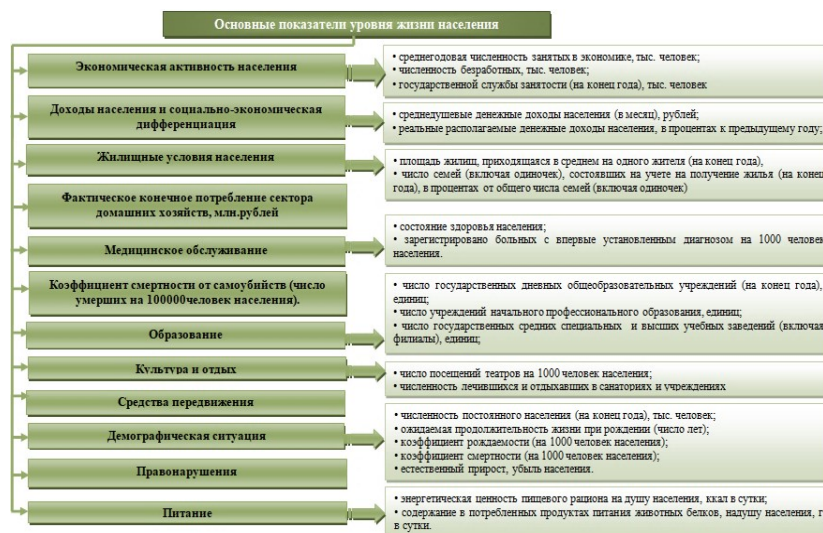 Основные показатели уровня жизни населения
Экономическая активность населения
• среднегодовая численность занятых в экономике, тыс. человек;
• численность безработных, тыс. человек;
• государственной службы занятости (на конец года), тыс. человек
Доходы населения и социально-экономическая
дифференциация
• среднедушевые денежные доходы населения (в месяц), рублей;
• реальные располагаемые денежные доходы населения, в процентах к предыдущему году;
Жилищные условия населения
• площадь жилищ, приходящаяся в среднем на одного жителя (на конец года),
• число семей (включая одиночек), состоявших на учете на получение жилья (на конец
года), в процентах от общего числа семей (включая одиночек)
Фактическое конечное потребление сектора
домашних хозяйств, млн.рублей
Медицинское обслуживание
• состояние здоровья населения;
• зарегистрировано больных с впервые установленным диагнозом на 1000 человек
населения.
Коэффициент смертности от самоубийств (число
умерших на 100000человек населения).
Образование
• число государственных дневных общеобразовательных учреждений (на конец года),
единиц;
• число учреждений начального профессионального образования, единиц;
• число государственных средних специальных и высших учебных заведений (включая
филиалы), единиц;
Культура и отдых
• число посещений театров на 1000 человек населения;
• численность лечившихся и отдыхавших в санаториях и учреждениях
Средства передвижения
Демографическая ситуация
• численность постоянного населения (на конец года), тыс. человек;
• ожидаемая продолжительность жизни при рождении (число лет);
• коэффициент рождаемости (на 1000 человек населения);
• коэффициент смертности (на 1000 человек населения);
• естественный прирост, убыль населения.
Правонарушения
Питание
• энергетическая ценность пищевого рациона на душу населения, ккал в сутки;
• содержание в потребленных продуктах питания животных белков, надушу населения, г
в сутки.